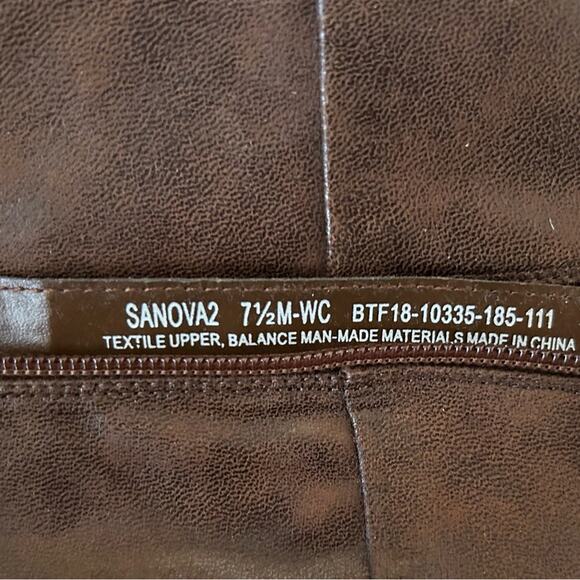 SANOVA2 7½M-WC BTF18-10335-185-111
TEXTILE UPPER, BALANCE MAN-MADE MATERIALS MADE IN CHINA